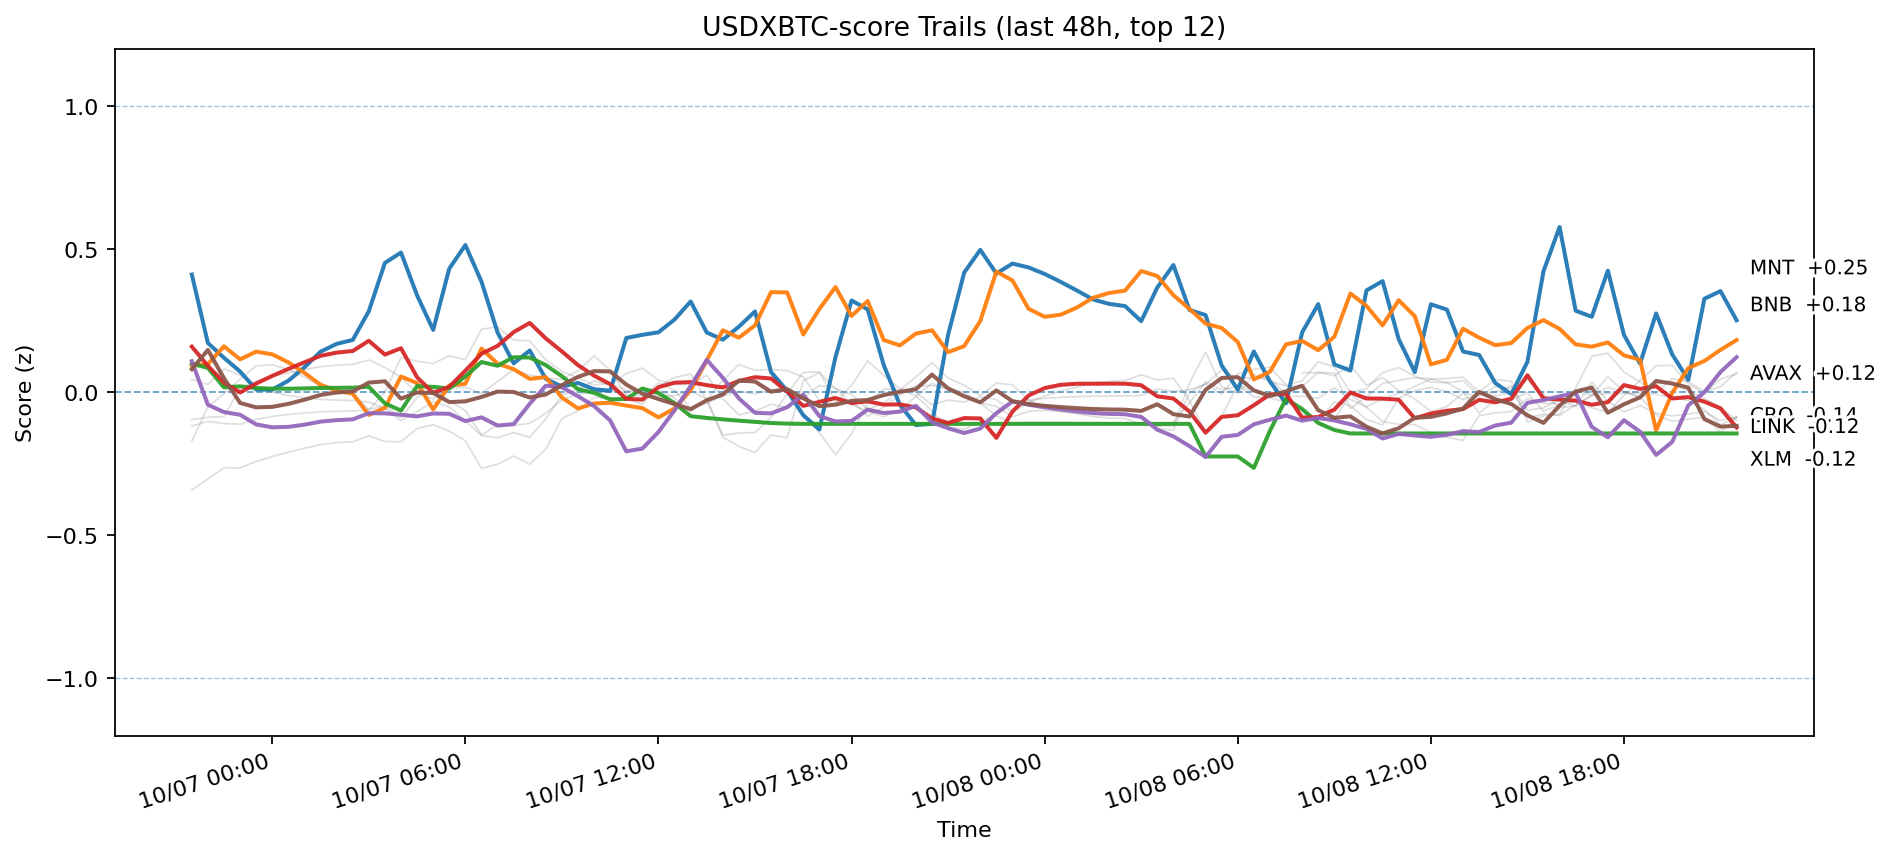 USDXBTC-score Trails (last 48h, top 12)
Score (z)
1.0
0.5
0.0
−0.5
−1.0
MNT +0.25
BNB +0.18
AVAX +0.12
CRO -0.14
LINK -0.12
XLM -0.12
10/07 00:00
10/07 06:00
10/07 12:00
10/07 18:00
10/08 00:00
10/08 06:00
10/08 12:00
10/08 18:00
Time